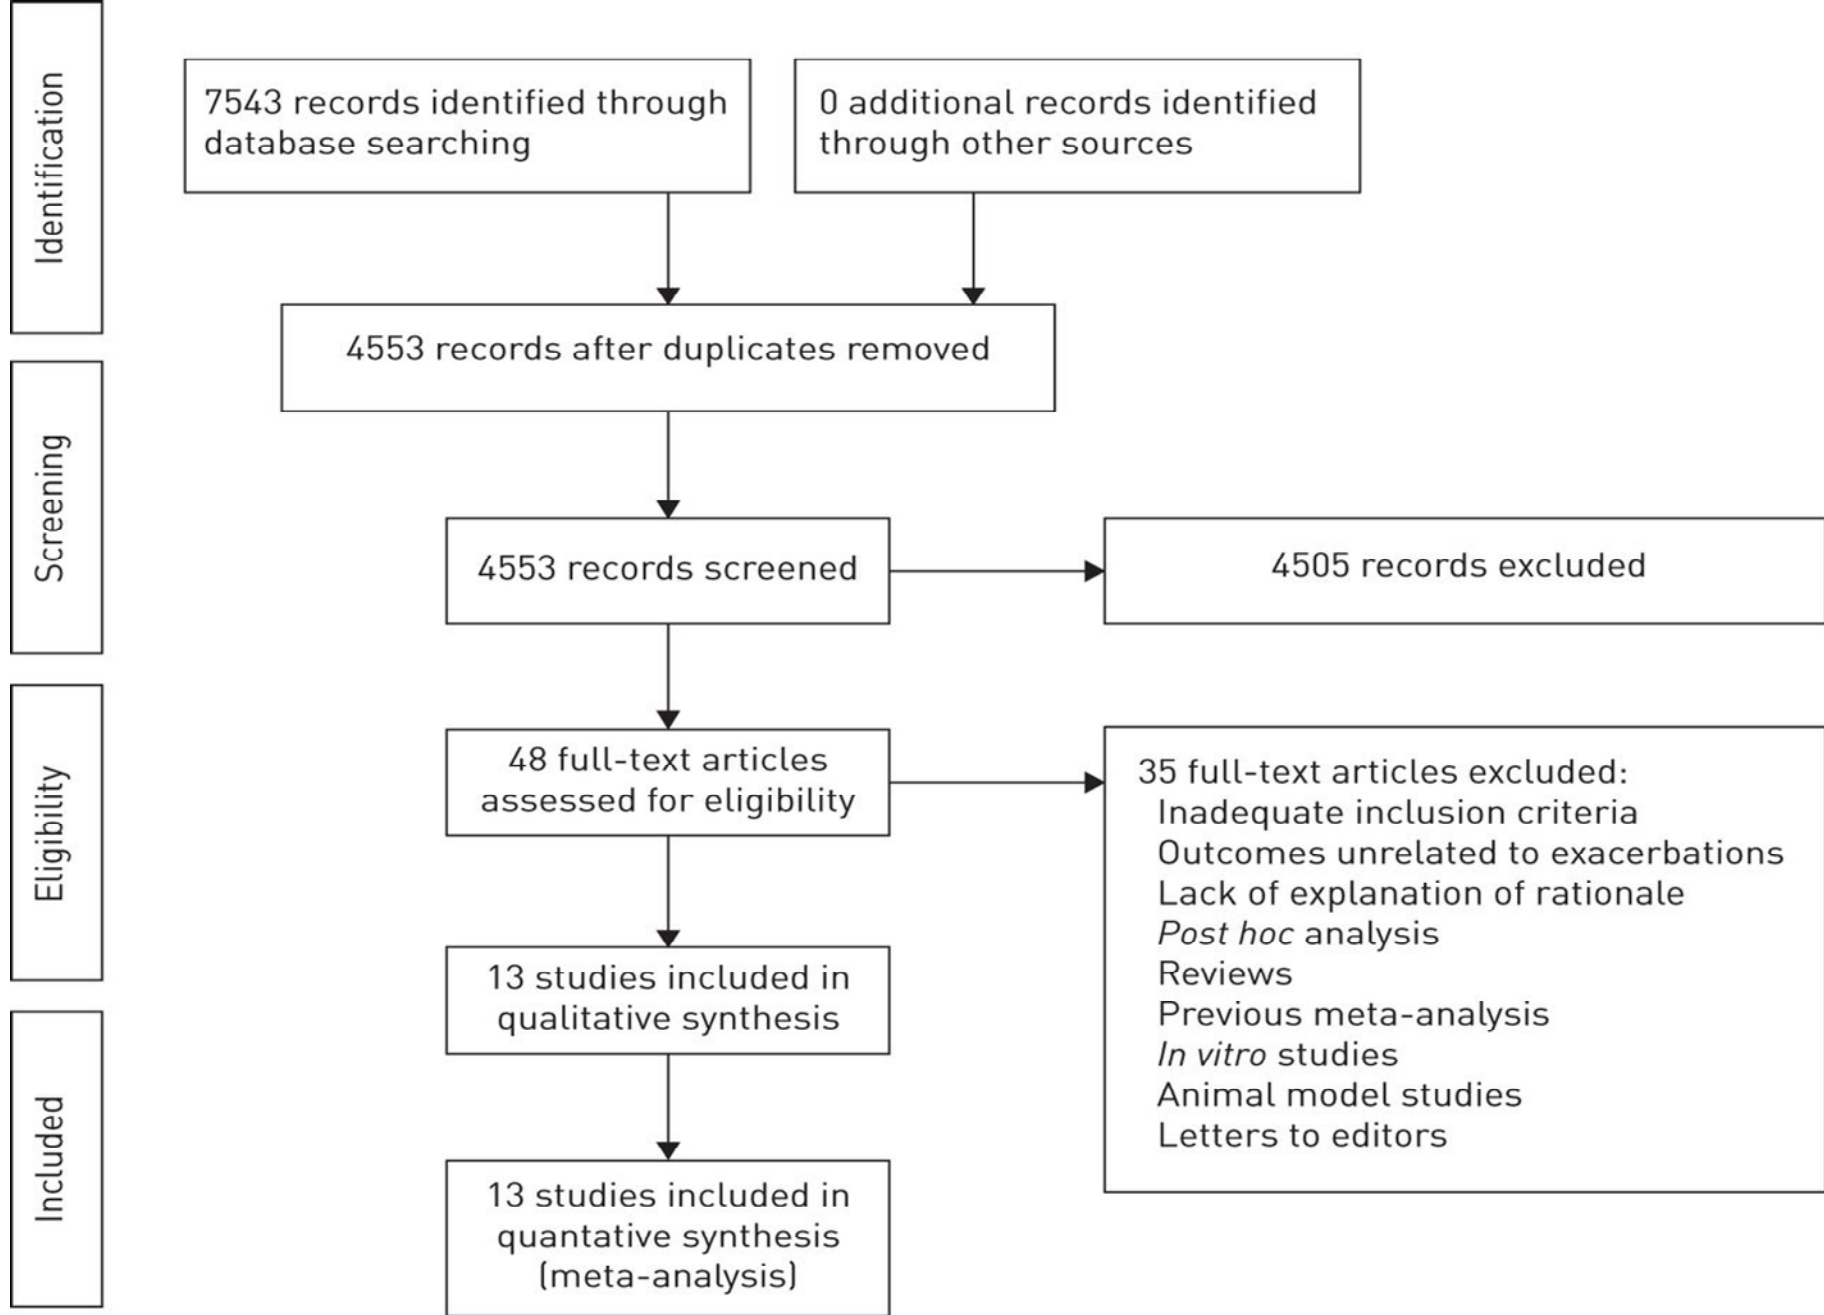 Identification
7543 records identified through
database searching
0 additional records identified
through other sources
4553 records after duplicates removed
Screening
4553 records screened
4505 records excluded
Eligibility
48 full-text articles
assessed for eligibility
35 full-text articles excluded:
Inadequate inclusion criteria
Outcomes unrelated to exacerbations
Lack of explanation of rationale
Post hoc analysis
Reviews
Previous meta-analysis
In vitro studies
Animal model studies
Letters to editors
13 studies included in
qualitative synthesis
Included
13 studies included in
quantative synthesis
(meta-analysis)